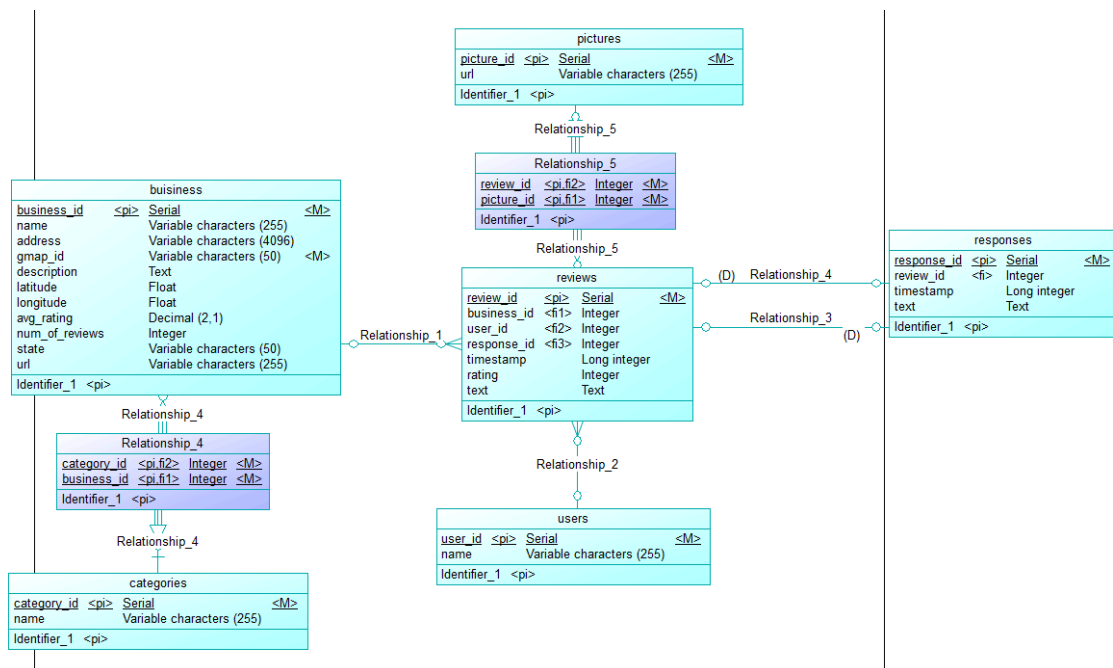 pictures
picture_id <pi> Serial <M>
url Variable characters (255)
Identifier_1 <pi>
Relationship_5
Relationship_5
review_id <pi,fi2> Integer <M>
picture_id <pi,fi1> Integer <M>
Identifier_1 <pi>
Relationship_5
buisiness
business_id <pi> Serial <M>
name Variable characters (255)
address Variable characters (4096)
gmap_id Variable characters (50) <M>
description Text
latitude Float
longitude Float
avg_rating Decimal (2,1)
num_of_reviews Integer
state Variable characters (50)
url Variable characters (255)
Identifier_1 <pi>
Relationship_1
reviews
review_id <pi> Serial <M>
business_id <fi1> Integer
user_id <fi2> Integer
response_id <fi3> Integer
timestamp Long integer
rating Integer
text Text
Identifier_1 <pi>
(D) Relationship_4
Relationship_3 (D)
responses
response_id <pi> Serial <M>
review_id <fi> Integer
timestamp Long integer
text Text
Identifier_1 <pi>
Relationship_4
Relationship_4
category_id <pi,fi2> Integer <M>
business_id <pi,fi1> Integer <M>
Identifier_1 <pi>
Relationship_4
categories
category_id <pi> Serial <M>
name Variable characters (255)
Identifier_1 <pi>
Relationship_2
users
user_id <pi> Serial <M>
name Variable characters (255)
Identifier_1 <pi>